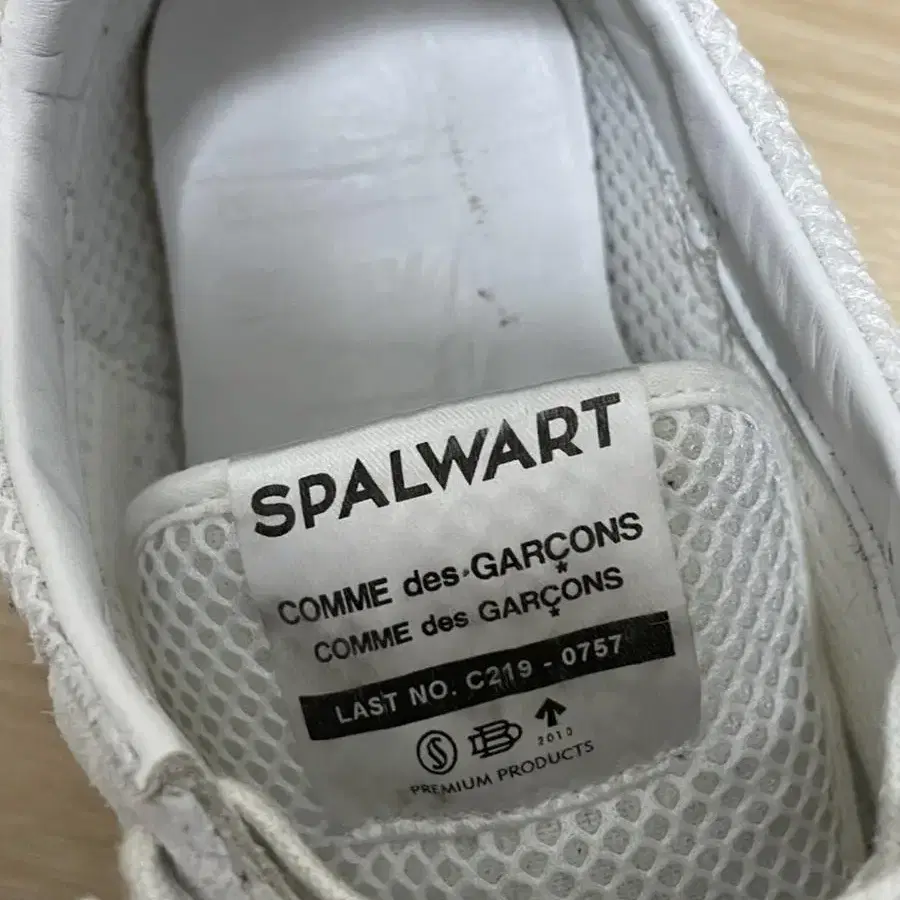 SPALWART
COMME des GARÇONS
COMME des GARÇONS
LAST NO. C219 - 0757
2010
PREMIUM PRODUCTS